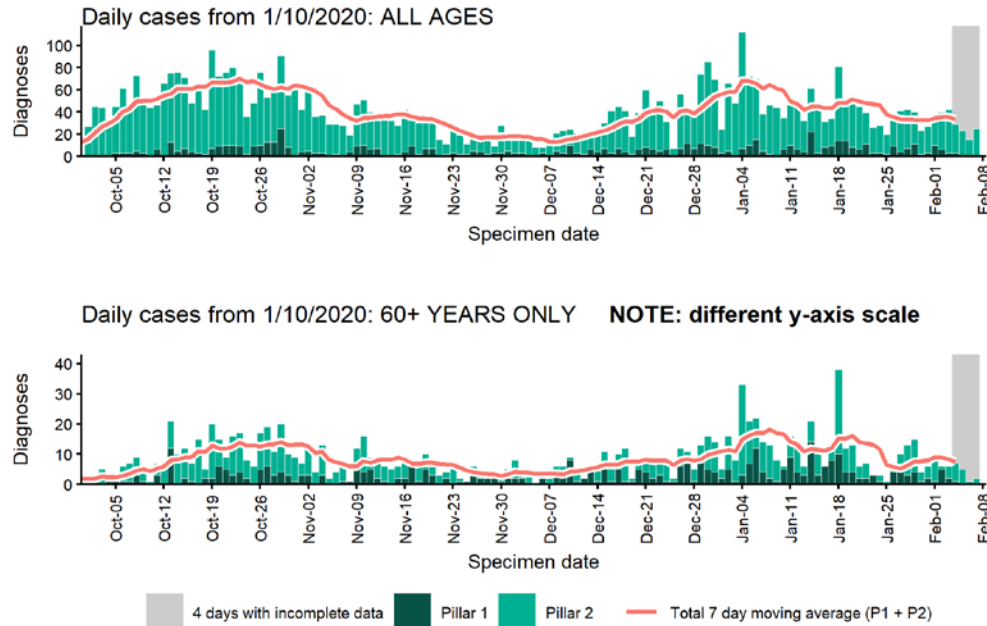 Daily cases from 1/10/2020: ALL AGES
Diagnoses
100
80
60
40
20
0
Oct-05
Oct-12
Oct-19
Oct-26
Nov-02
Nov-09
Nov-16
Nov-23
Nov-30
Dec-07
Dec-14
Dec-21
Dec-28
Jan-04
Jan-11
Jan-18
Jan-25
Feb-01
Feb-08
Specimen date
Daily cases from 1/10/2020: 60+ YEARS ONLY NOTE: different y-axis scale
Diagnoses
40
30
20
10
0
Oct-05
Oct-12
Oct-19
Oct-26
Nov-02
Nov-09
Nov-16
Nov-23
Nov-30
Dec-07
Dec-14
Dec-21
Dec-28
Jan-04
Jan-11
Jan-18
Jan-25
Feb-01
Feb-08
Specimen date
4 days with incomplete data Pillar 1 Pillar 2 Total 7 day moving average (P1 + P2)